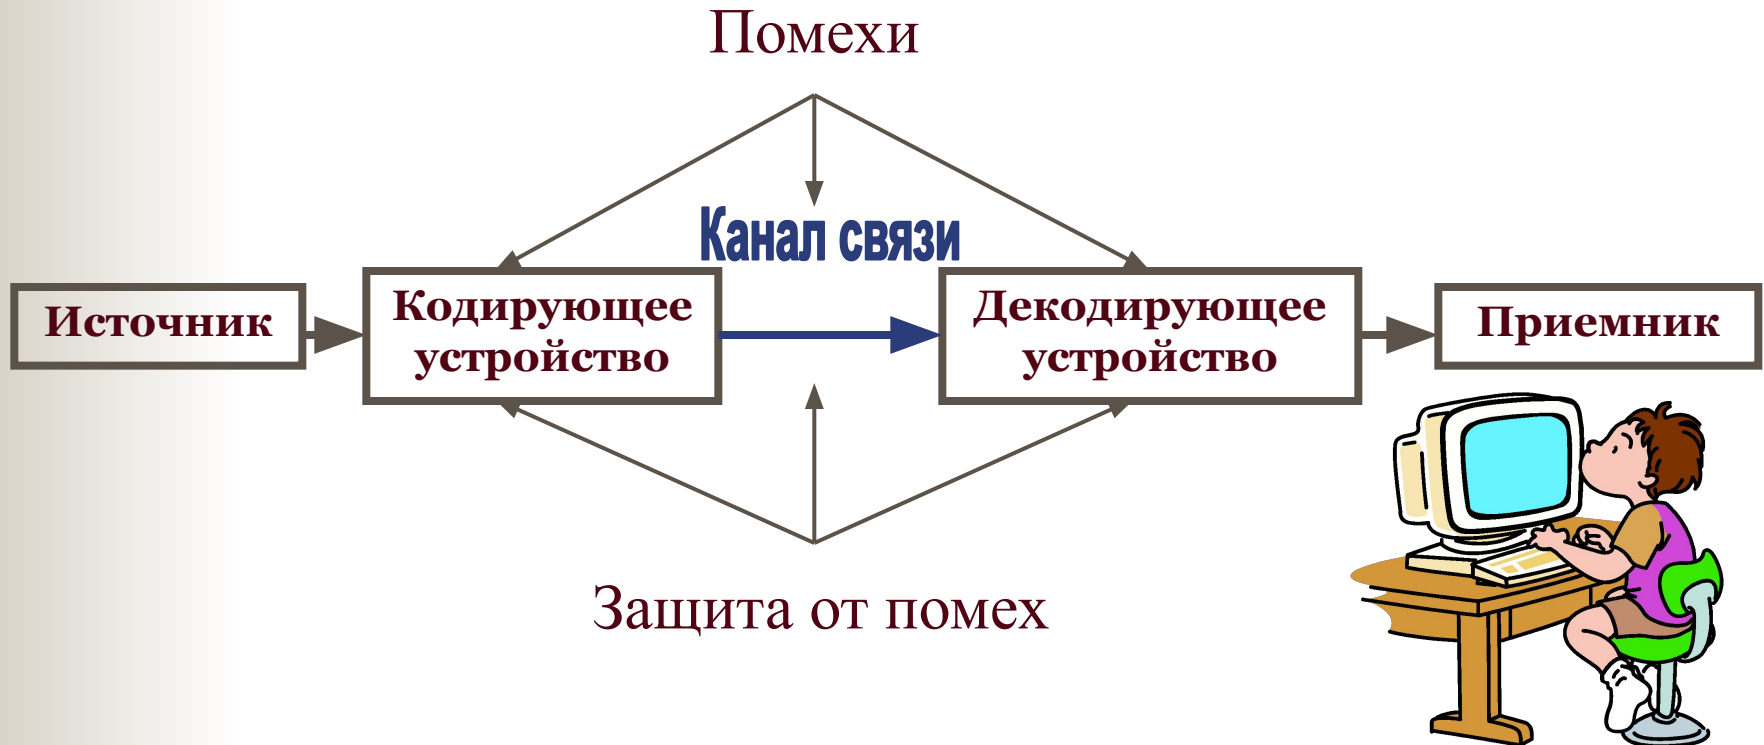 Помехи
Канал связи
Источник
Кодирующее
устройство
Декодирующее
устройство
Приемник
Защита от помех